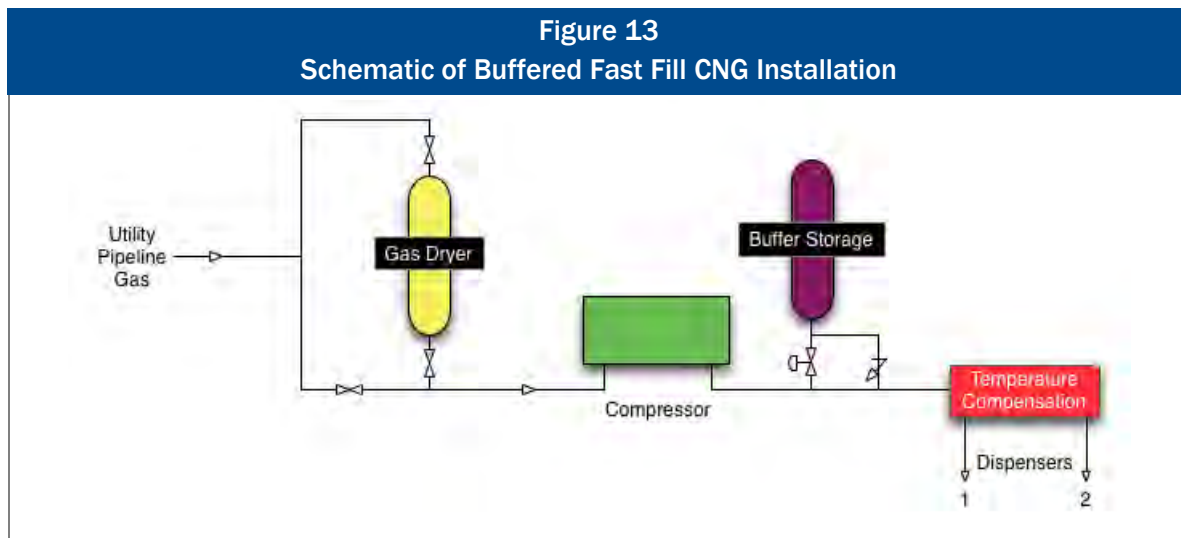 Figure 13
Schematic of Buffered Fast Fill CNG Installation
Utility
Pipeline
Gas
Gas Dryer
Compressor
Buffer Storage
Temperature
Compensation
Dispensers
1
2